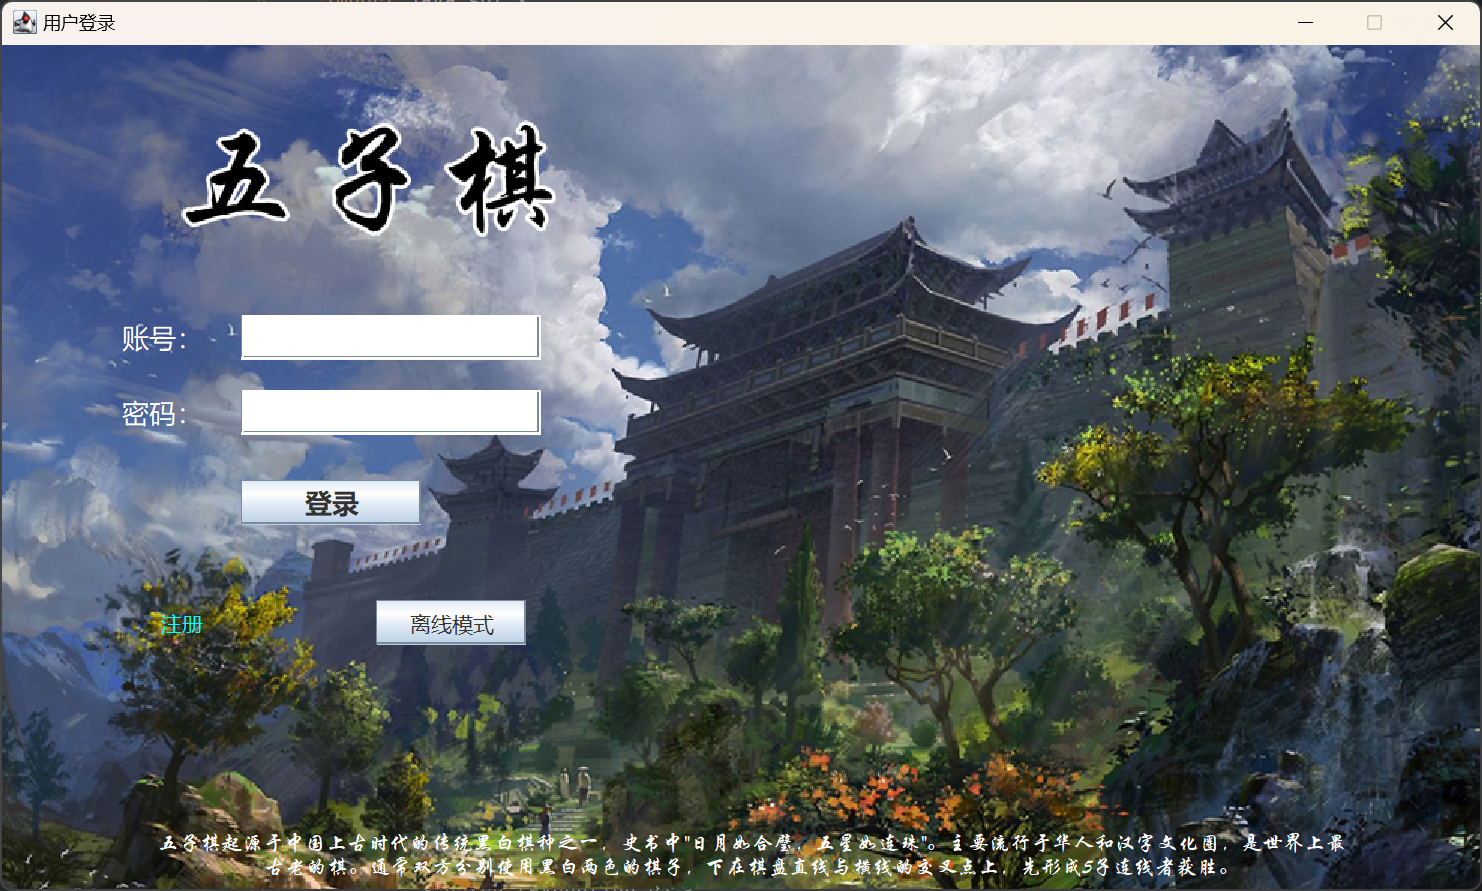 用户登录
五子棋
账号：
密码：
登录
注册
离线模式
五子棋起源于中国上古时代的传统黑白棋种之一，史书中"日月如合璧，五星如连珠"。主要流行于华人和汉字文化圈，是世界上最
古老的棋。通常双方分别使用黑白两色的棋子，下在棋盘直线与横线的交叉点上，先形成5子连线者获胜。